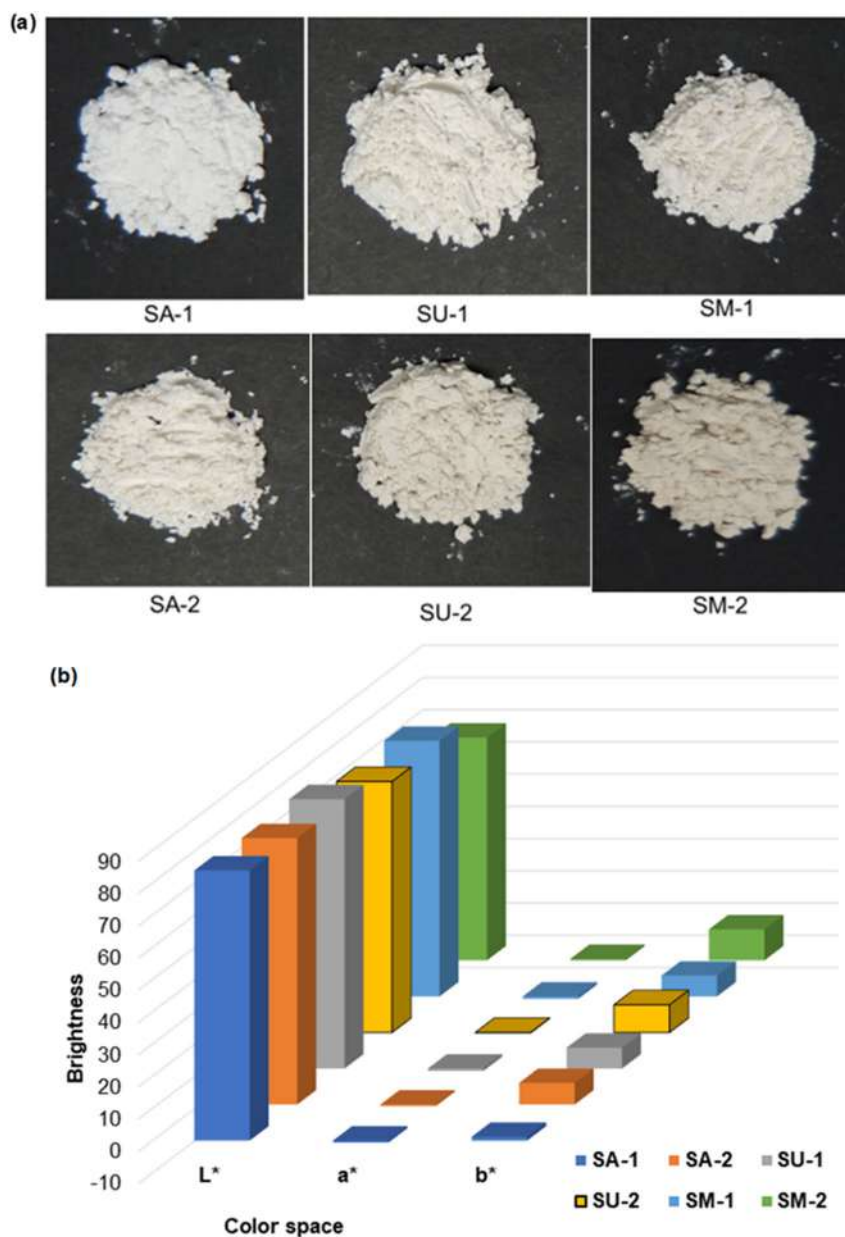 (a)
SA-1 SU-1 SM-1
SA-2 SU-2 SM-2
(b)
90
80
70
60
50
40
30
20
10
0
-10
Brightness
L* a* b*
Color space
SA-1 SA-2 SU-1
SU-2 SM-1 SM-2